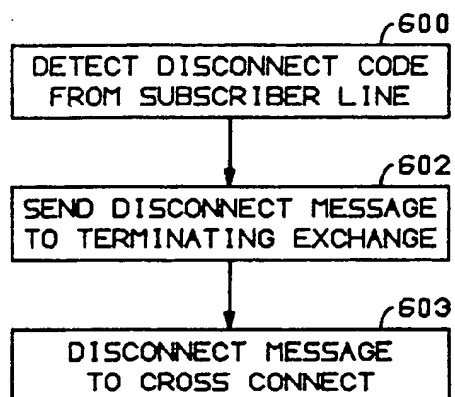 600
DETECT DISCONNECT CODE
FROM SUBSCRIBER LINE
602
SEND DISCONNECT MESSAGE
TO TERMINATING EXCHANGE
603
DISCONNECT MESSAGE
TO CROSS CONNECT